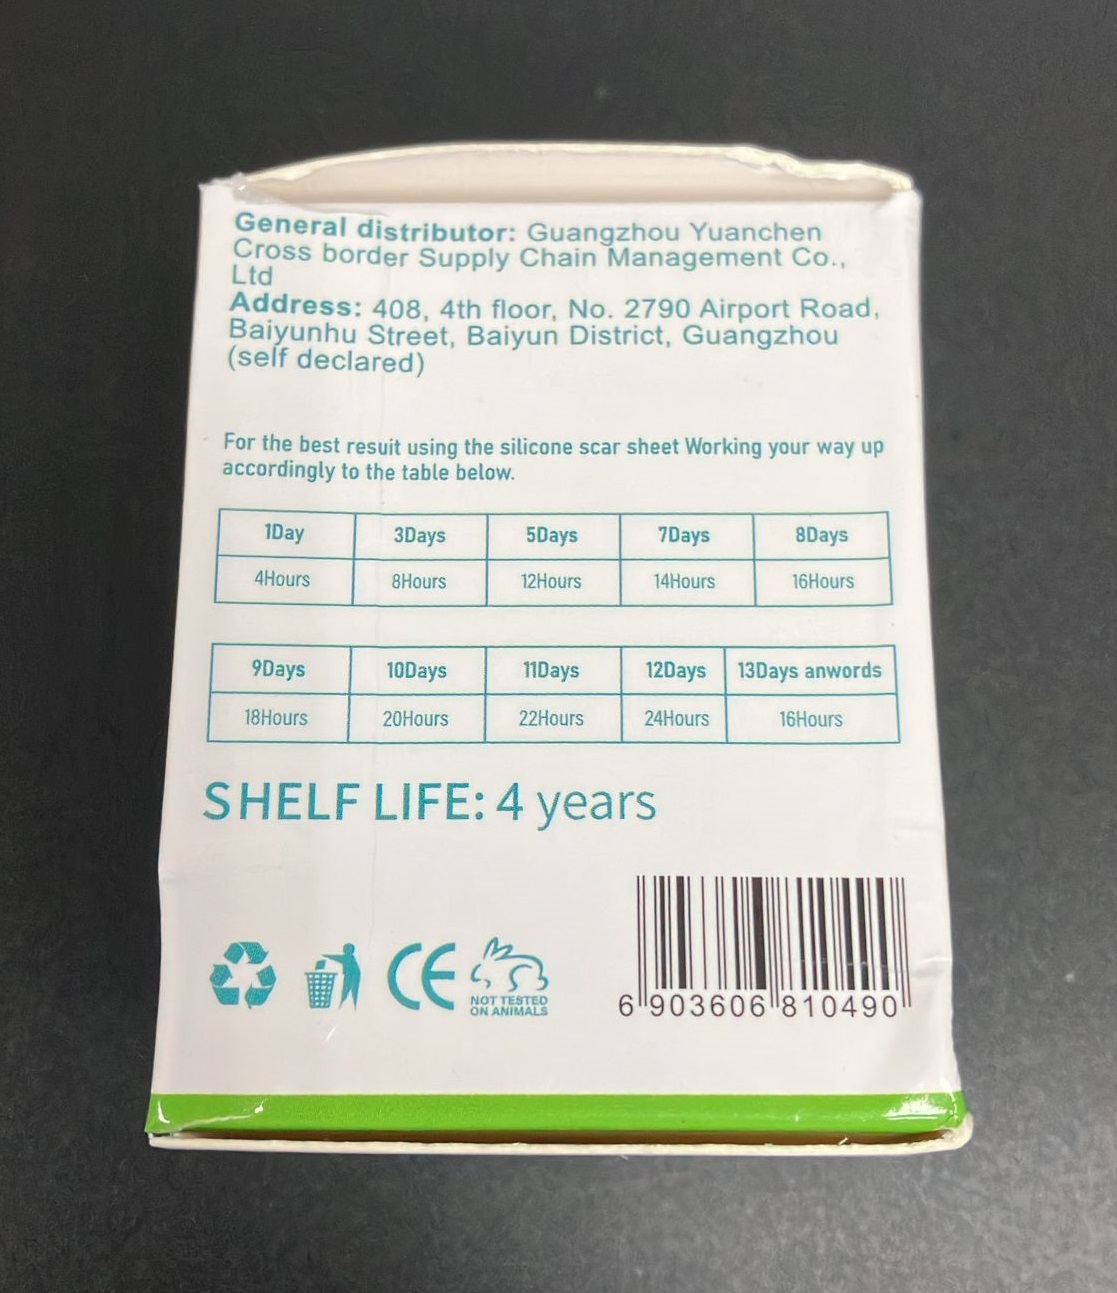 General distributor: Guangzhou Yuanchen
Cross border Supply Chain Management Co.,
Ltd
Address: 408, 4th floor, No. 2790 Airport Road,
Baiyunhu Street, Baiyun District, Guangzhou
(self declared)
For the best resuit using the silicone scar sheet Working your way up
accordingly to the table below.
1Day 3Days 5Days 7Days 8Days
4Hours 8Hours 12Hours 14Hours 16Hours
9Days 10Days 11Days 12Days 13Days anwords
18Hours 20Hours 22Hours 24Hours 16Hours
SHELF LIFE: 4 years
CE
NOT TESTED
ON ANIMALS
6 903606 810490